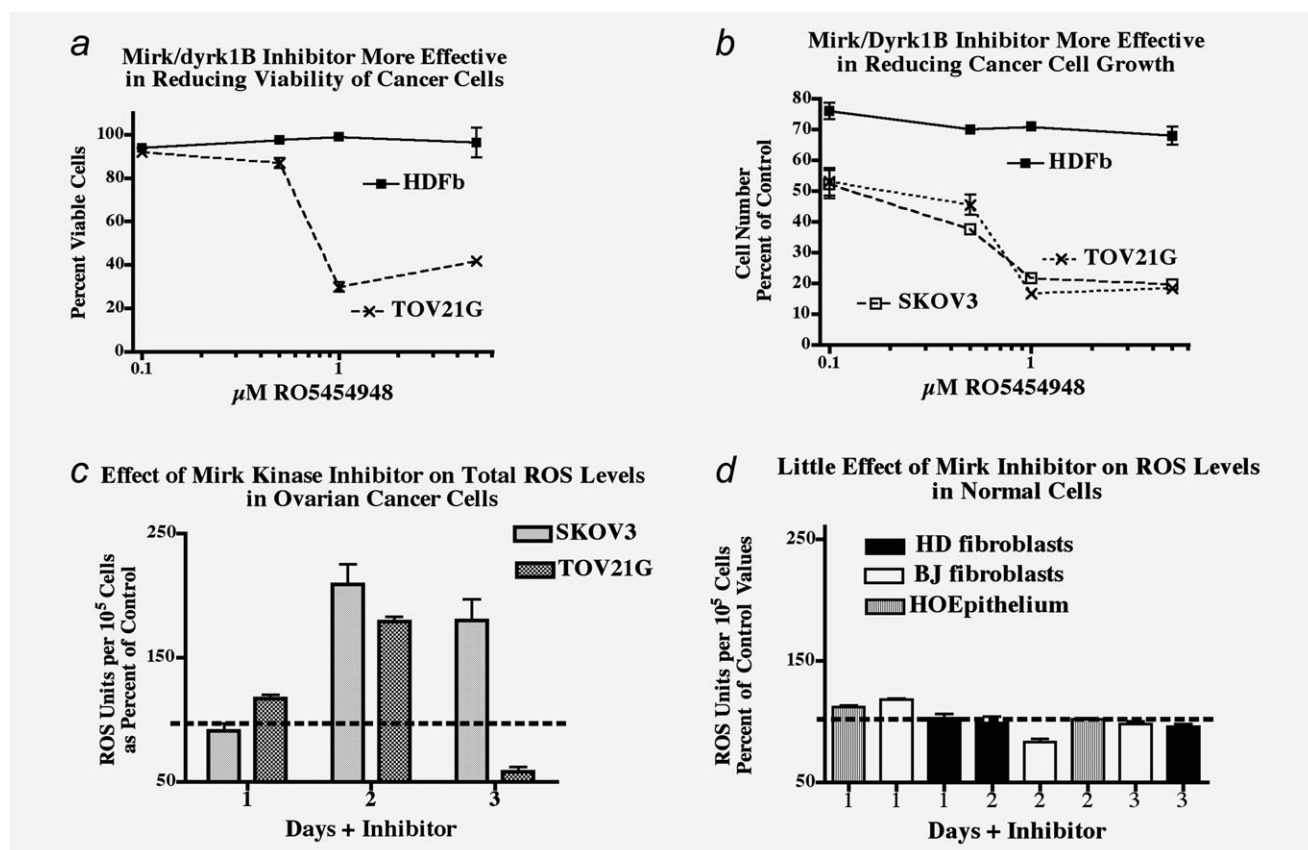 a
Mirk/dyrk1B Inhibitor More Effective
in Reducing Viability of Cancer Cells
Percent Viable Cells
100
80
60
40
20
0
HDFb
TOV21G
0.1
1
µM RO5454948
b
Mirk/Dyrk1B Inhibitor More Effective
in Reducing Cancer Cell Growth
Cell Number
Percent of Control
80
70
60
50
40
30
20
10
0
HDFb
TOV21G
SKOV3
0.1
1
µM RO5454948
c
Effect of Mirk Kinase Inhibitor on Total ROS Levels
in Ovarian Cancer Cells
ROS Units per 10⁵ Cells
as Percent of Control
250
150
50
SKOV3
TOV21G
1 2 3
Days + Inhibitor
d
Little Effect of Mirk Inhibitor on ROS Levels
in Normal Cells
ROS Units per 10⁵ Cells
Percent of Control Values
250
150
50
HD fibroblasts
BJ fibroblasts
HOEpithelium
1 1 1 2 2 2 3 3
Days + Inhibitor